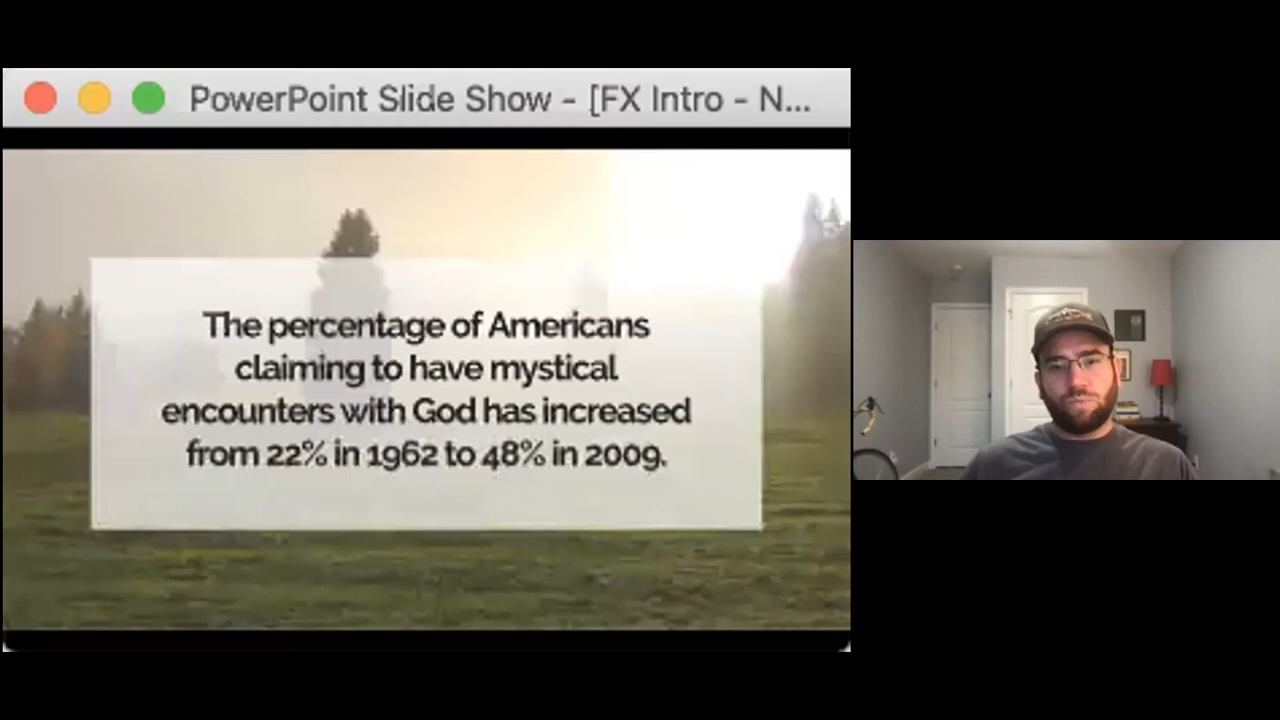 PowerPoint Slide Show - [FX Intro - N...
The percentage of Americans
claiming to have mystical
encounters with God has increased
from 22% in 1962 to 48% in 2009.